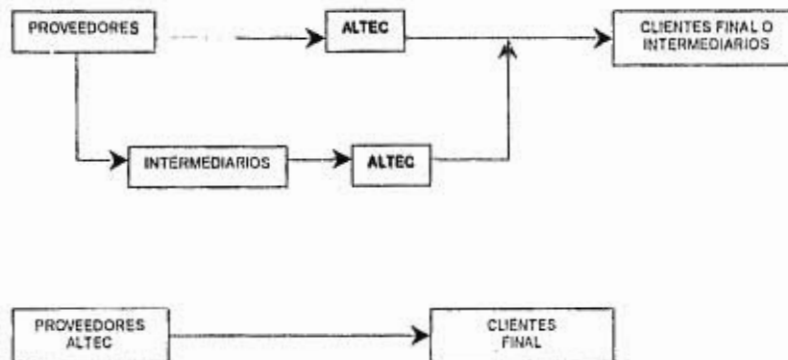 PROVEEDORES
ALTEC
CLIENTES FINAL O
INTERMEDIARIOS
INTERMEDIARIOS
ALTEC
PROVEEDORES
ALTEC
CLIENTES
FINAL